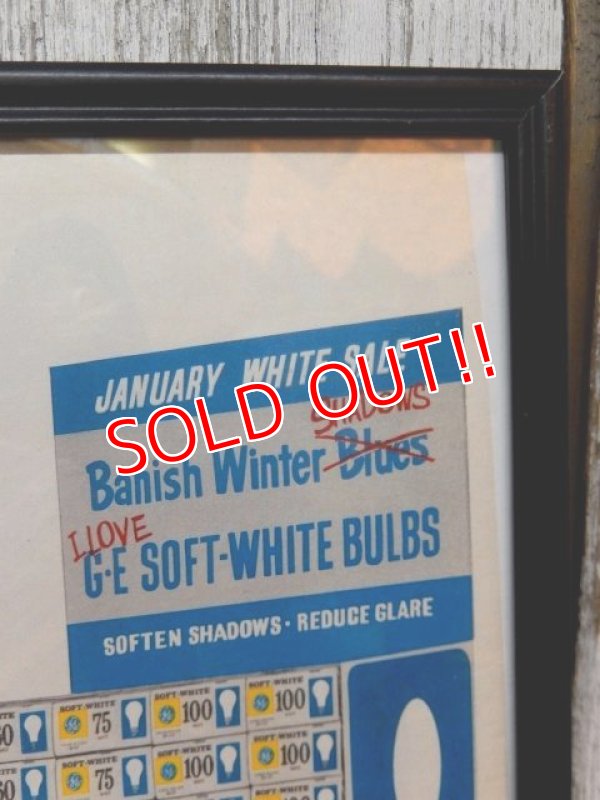 JANUARY WHITE SALE
SOLD OUT!!
SHADOWS
Banish Winter Blues
I LOVE
G·E SOFT-WHITE BULBS
SOFTEN SHADOWS · REDUCE GLARE
SOFT-WHITE 75
SOFT-WHITE 100
SOFT-WHITE 100
60
SOFT-WHITE 75
SOFT-WHITE 100
SOFT-WHITE 100